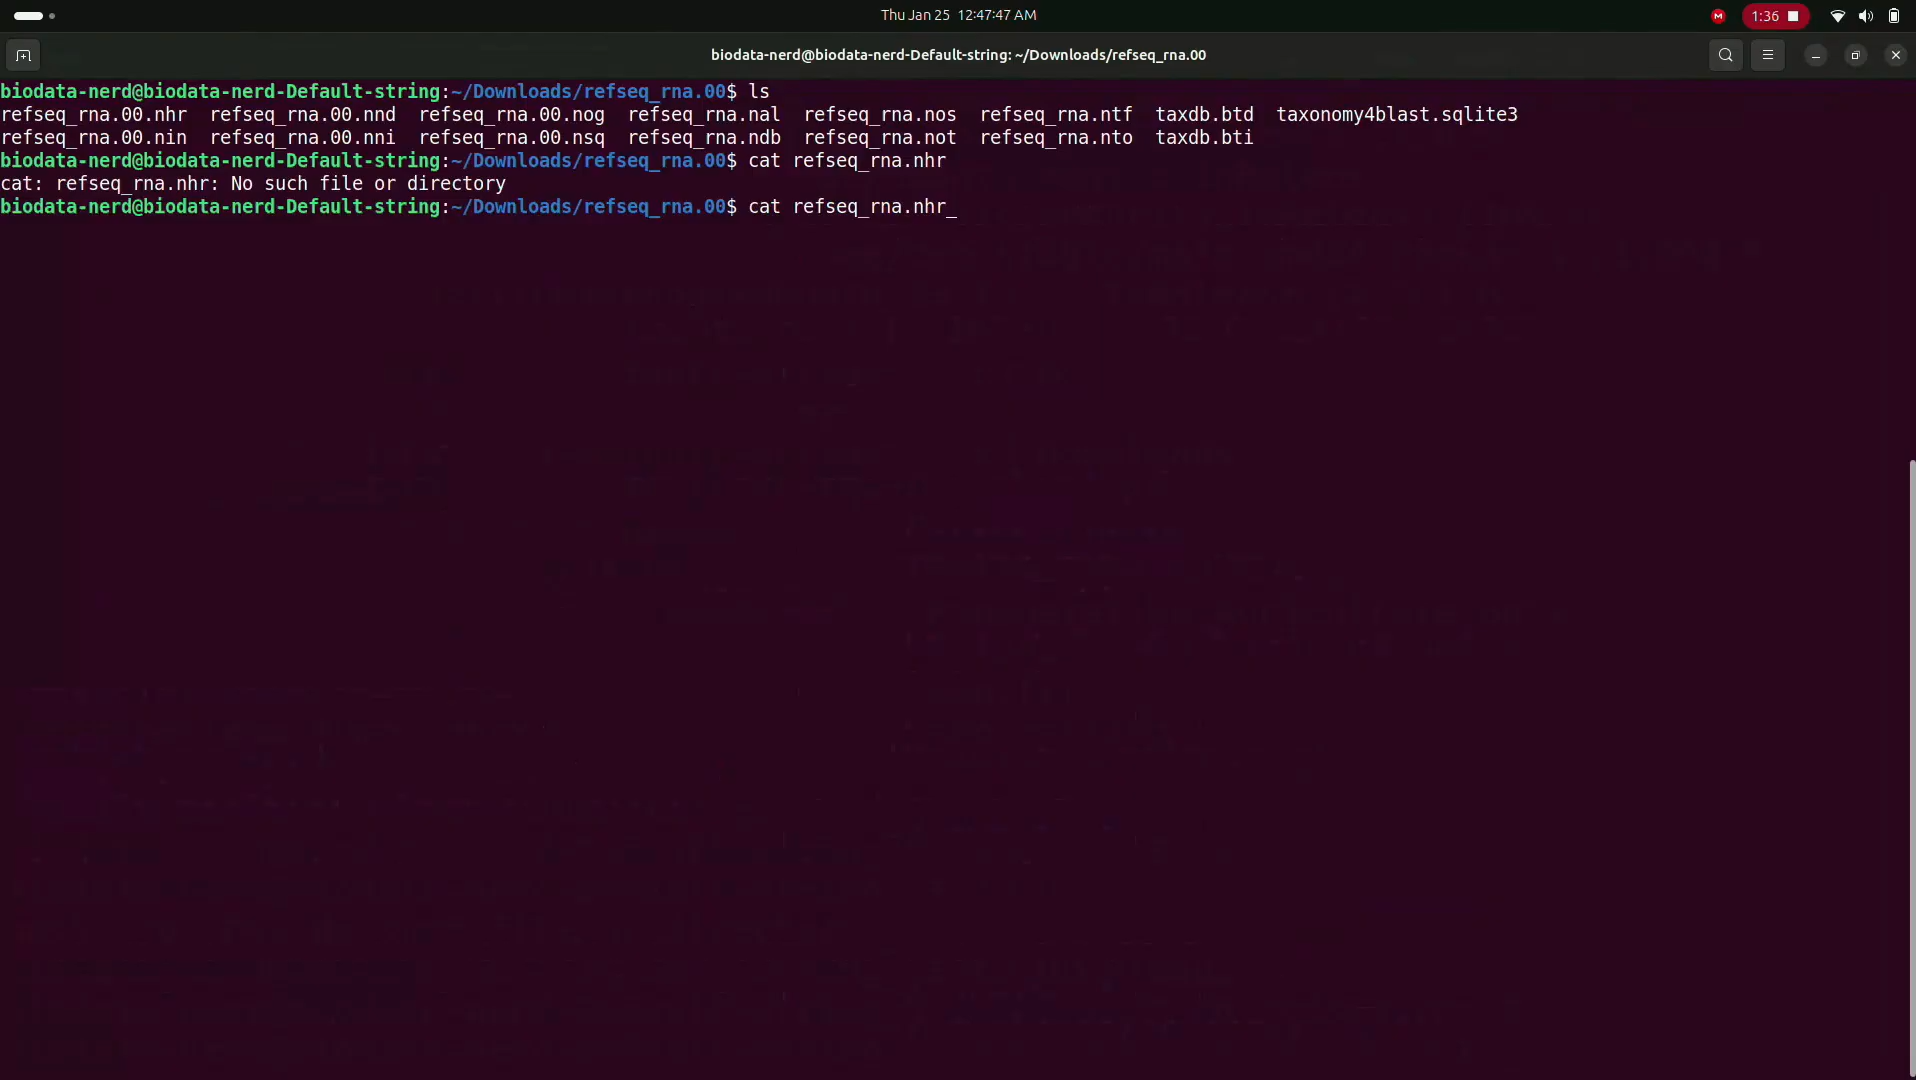 Thu Jan 25 12:47:47 AM
M
1:36
biodata-nerd@biodata-nerd-Default-string: ~/Downloads/refseq_rna.00
biodata-nerd@biodata-nerd-Default-string:~/Downloads/refseq_rna.00$ ls
refseq_rna.00.nhr refseq_rna.00.nnd refseq_rna.00.nog refseq_rna.nal refseq_rna.nos refseq_rna.ntf taxdb.btd taxonomy4blast.sqlite3
refseq_rna.00.nin refseq_rna.00.nni refseq_rna.00.nsq refseq_rna.ndb refseq_rna.not refseq_rna.nto taxdb.bti
biodata-nerd@biodata-nerd-Default-string:~/Downloads/refseq_rna.00$ cat refseq_rna.nhr
cat: refseq_rna.nhr: No such file or directory
biodata-nerd@biodata-nerd-Default-string:~/Downloads/refseq_rna.00$ cat refseq_rna.nhr_